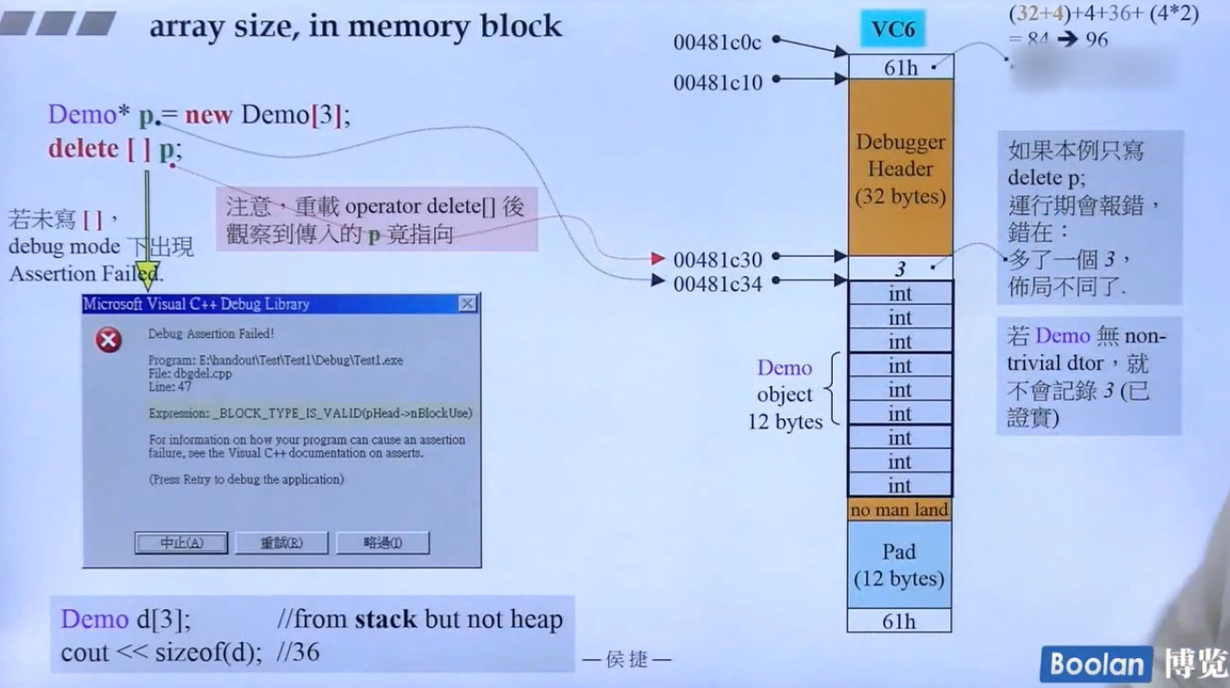 array size, in memory block
Demo* p = new Demo[3];
delete [ ] p;
若未寫 [ ]，
debug mode 下出現
Assertion Failed.
注意，重載 operator delete[] 後
觀察到傳入的 p 竟指向
Microsoft Visual C++ Debug Library
Debug Assertion Failed!
Program: E:\handout\Test\Test1\Debug\Test1.exe
File: dbgdel.cpp
Line: 47
Expression: _BLOCK_TYPE_IS_VALID(pHead->nBlockUse)
For information on how your program can cause an assertion
failure, see the Visual C++ documentation on asserts.
(Press Retry to debug the application)
中止(A)
重試(R)
略過(I)
Demo d[3]; //from stack but not heap
cout << sizeof(d); //36
—侯捷—
VC6
00481c0c
00481c10
00481c30
00481c34
61h
Debugger
Header
(32 bytes)
3
int
int
int
int
int
int
int
int
int
no man land
Pad
(12 bytes)
61h
Demo
object
12 bytes
(32+4)+4+36+ (4*2)
= 84 ➔ 96
如果本例只寫
delete p;
運行期會報錯，
錯在：
多了一個 3，
佈局不同了.
若 Demo 無 non-
trivial dtor，就
不會記錄 3 (已
證實)
Boolan 博览